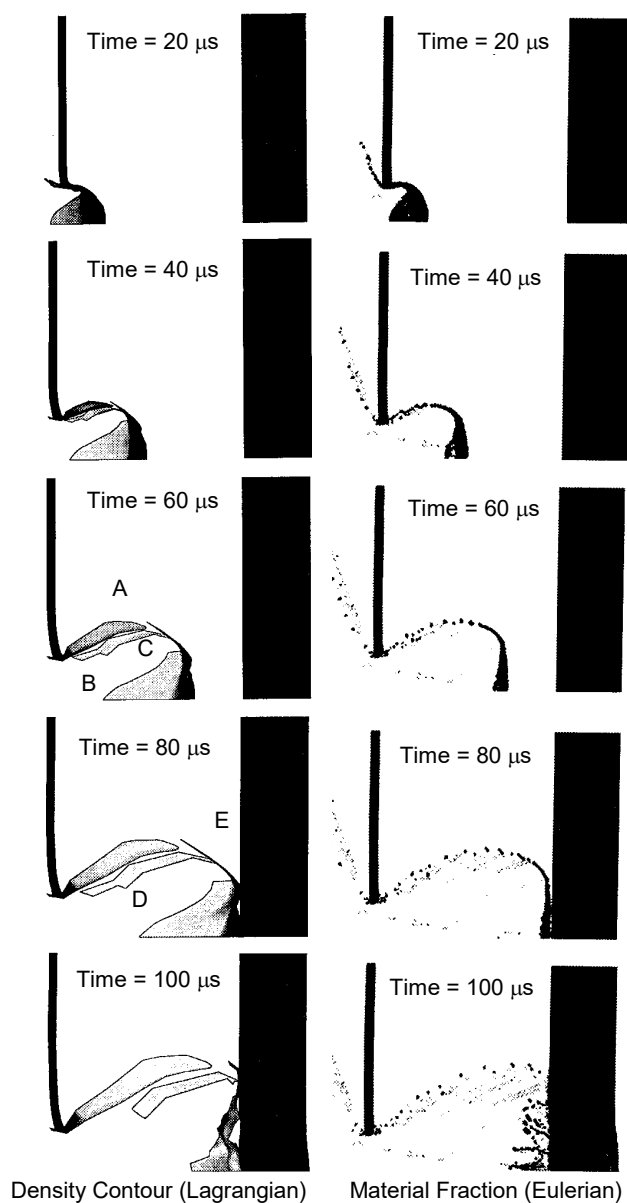 Time = 20 μs
Time = 20 μs
Time = 40 μs
Time = 40 μs
Time = 60 μs
Time = 60 μs
A
C
B
Time = 80 μs
Time = 80 μs
E
D
Time = 100 μs
Time = 100 μs
Density Contour (Lagrangian)
Material Fraction (Eulerian)